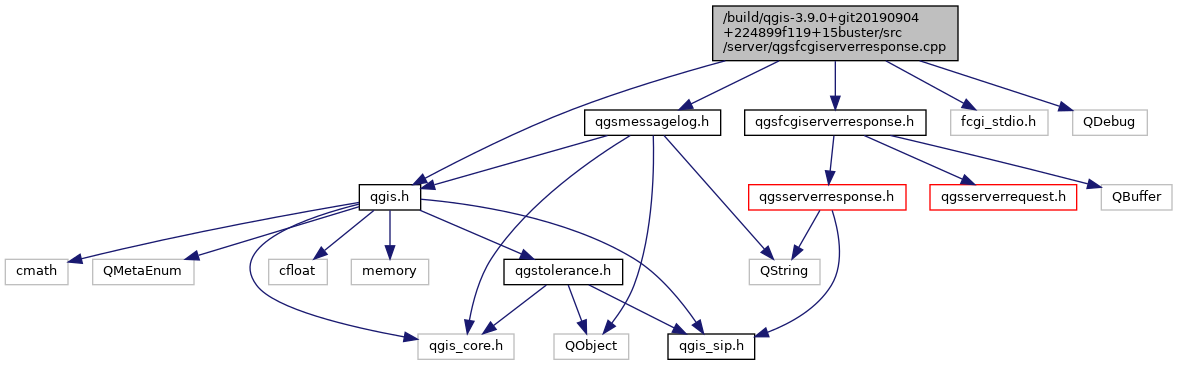 /build/qgis-3.9.0+git20190904
+224899f119+15buster/src
/server/qgsfcgiserverresponse.cpp
qgsmessagelog.h
qgsfcgiserverresponse.h
fcgi_stdio.h
QDebug
qgis.h
qgsserverresponse.h
qgsserverrequest.h
QBuffer
cmath
QMetaEnum
cfloat
memory
qgstolerance.h
QString
qgis_core.h
QObject
qgis_sip.h